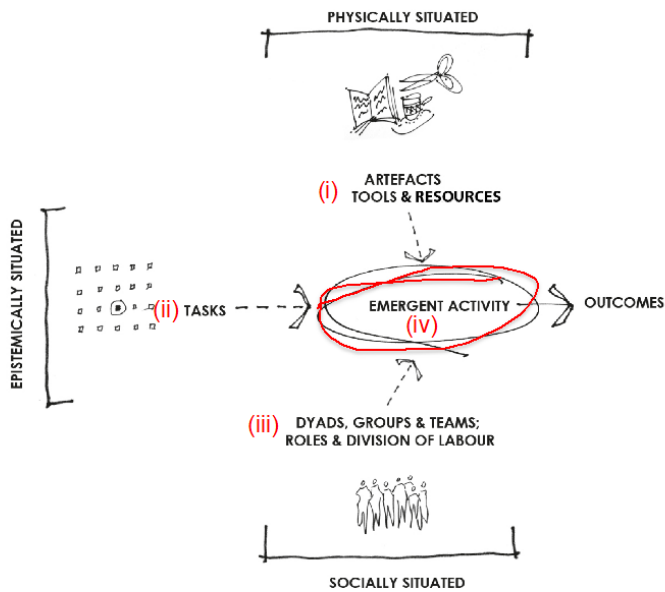 PHYSICALLY SITUATED
(i) ARTEFACTS
TOOLS & RESOURCES
EPISTEMICALLY SITUATED
(ii) TASKS
EMERGENT ACTIVITY
(iv)
OUTCOMES
(iii) DYADS, GROUPS & TEAMS;
ROLES & DIVISION OF LABOUR
SOCIALLY SITUATED